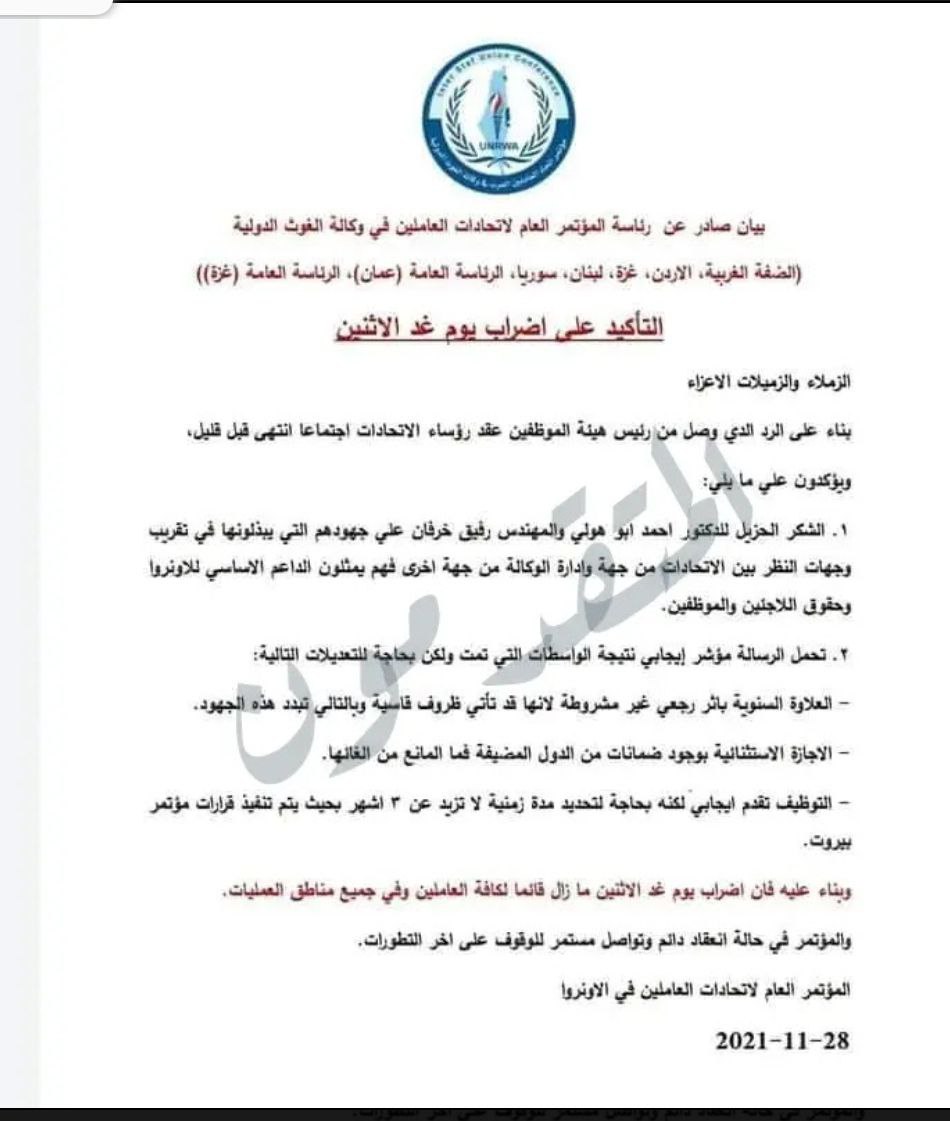 Inter Staf Union Conference
UNRWA
بيان صادر عن رئاسة المؤتمر العام لاتحادات العاملين في وكالة الغوث الدولية
(الضفة الغربية، الاردن، غزة، لبنان، سوريا، الرئاسة العامة (عمان)، الرئاسة العامة (غزة))
التأكيد على اضراب يوم غد الاثنين
الزملاء والزميلات الاعزاء
بناء على الرد الدي وصل من رئيس هيئة الموظفين عقد رؤساء الاتحادات اجتماعا انتهى قبل قليل،
ويؤكدون علي ما يلي:
١. الشكر الحزيل للدكتور احمد ابو هولي والمهندس رفيق خرفان علي جهودهم التي يبذلونها في تقريب
وجهات النظر بين الاتحادات من جهة وإدارة الوكالة من جهة اخرى فهم يمثلون الداعم الاساسي للاونروا
وحقوق اللاجئين والموظفين.
٢. تحمل الرسالة مؤشر إيجابي نتيجة الواسطات التي تمت ولكن بحاجة للتعديلات التالية:
- العلاوة السنوية باثر رجعي غير مشروطة لانها قد تأتي ظروف قاسية وبالتالي تبدد هذه الجهود.
- الاجازة الاستثنائية بوجود ضمانات من الدول المضيفة فما المانع من الغائها.
- التوظيف تقدم ايجابي لكنه بحاجة لتحديد مدة زمنية لا تزيد عن ٣ اشهر بحيث يتم تنفيذ قرارات مؤتمر
بيروت.
وبناء عليه فان اضراب يوم غد الاثنين ما زال قائما لكافة العاملين وفي جميع مناطق العمليات.
والمؤتمر في حالة انعقاد دائم وتواصل مستمر للوقوف على اخر التطورات.
المؤتمر العام لاتحادات العاملين في الاونروا
2021-11-28
المتقدمون